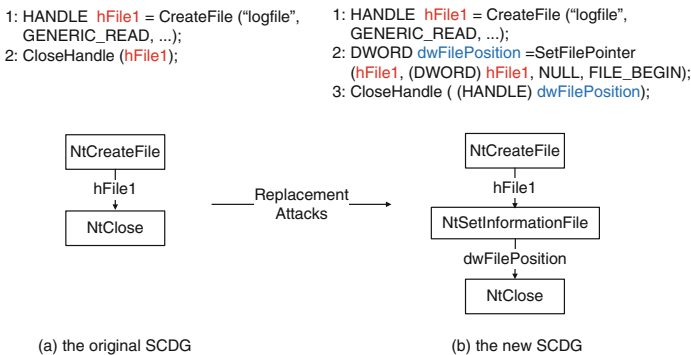 1: HANDLE hFile1 = CreateFile (“logfile”,
GENERIC_READ, ...);
2: CloseHandle (hFile1);
1: HANDLE hFile1 = CreateFile (“logfile”,
GENERIC_READ, ...);
2: DWORD dwFilePosition =SetFilePointer
(hFile1, (DWORD) hFile1, NULL, FILE_BEGIN);
3: CloseHandle ( (HANDLE) dwFilePosition);
NtCreateFile
hFile1
NtClose
Replacement
Attacks
NtCreateFile
hFile1
NtSetInformationFile
dwFilePosition
NtClose
(a) the original SCDG
(b) the new SCDG